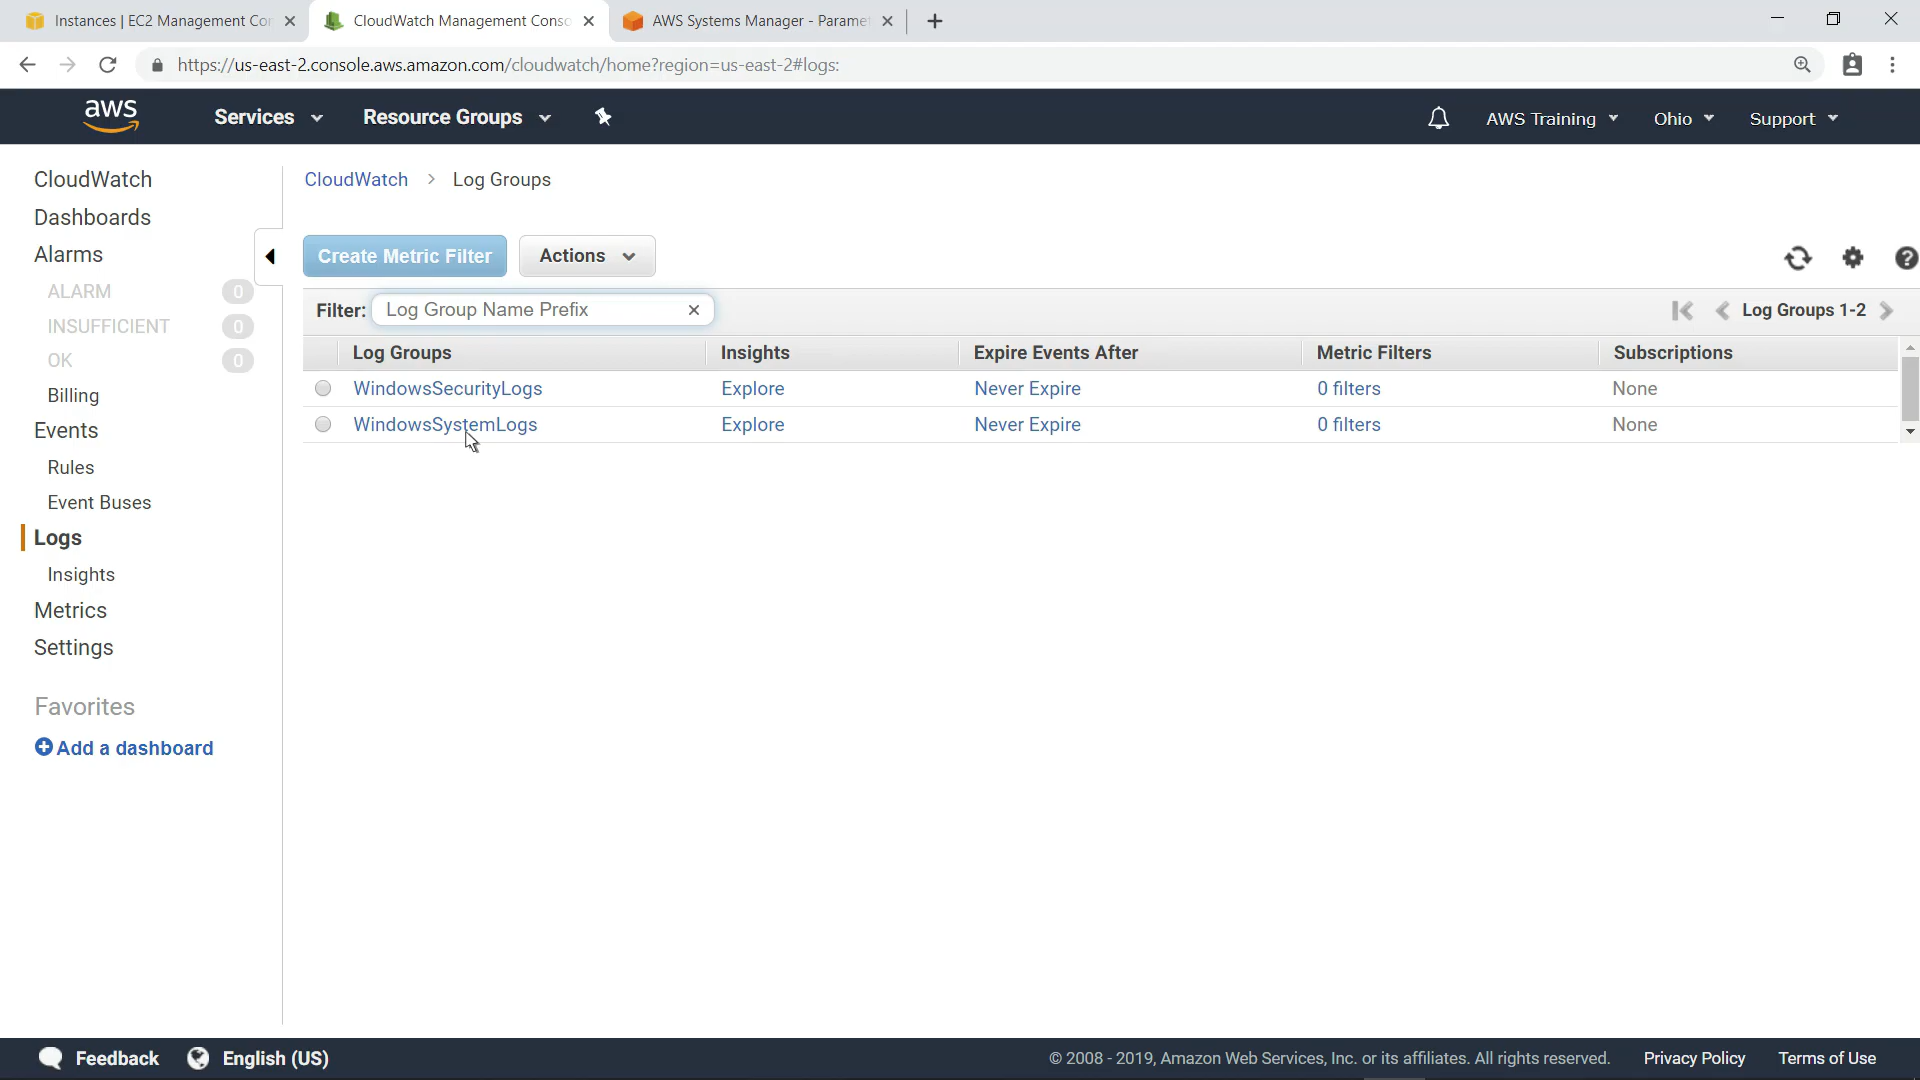 Instances | EC2 Management Con
CloudWatch Management Conso
AWS Systems Manager - Parame
https://us-east-2.console.aws.amazon.com/cloudwatch/home?region=us-east-2#logs:
aws
Services
Resource Groups
AWS Training
Ohio
Support
CloudWatch
Dashboards
Alarms
ALARM 0
INSUFFICIENT 0
OK 0
Billing
Events
Rules
Event Buses
Logs
Insights
Metrics
Settings
Favorites
Add a dashboard
CloudWatch > Log Groups
Create Metric Filter
Actions
Filter: Log Group Name Prefix
Log Groups 1-2
Log Groups Insights Expire Events After Metric Filters Subscriptions
WindowsSecurityLogs Explore Never Expire 0 filters None
WindowsSystemLogs Explore Never Expire 0 filters None
Feedback
English (US)
© 2008 - 2019, Amazon Web Services, Inc. or its affiliates. All rights reserved.
Privacy Policy
Terms of Use